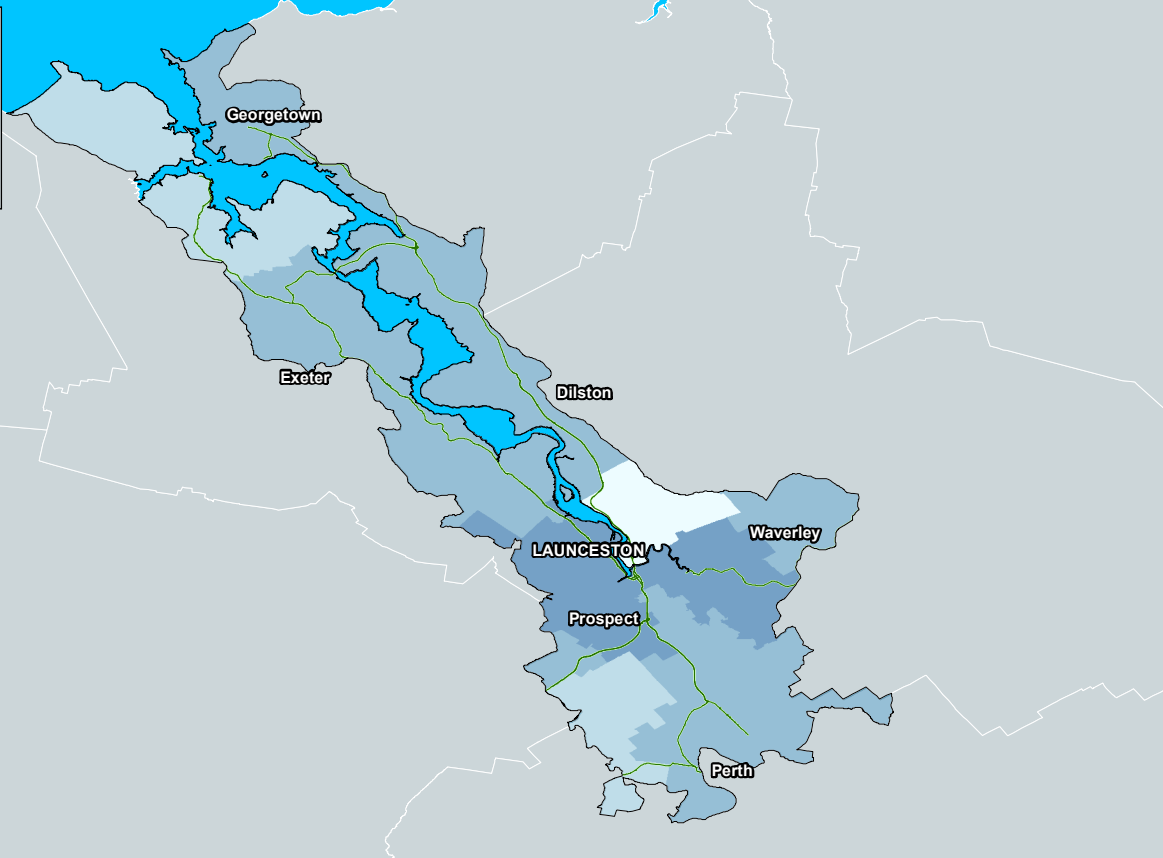 Georgetown
Exeter
Dilston
Waverley
LAUNCESTON
Prospect
Perth